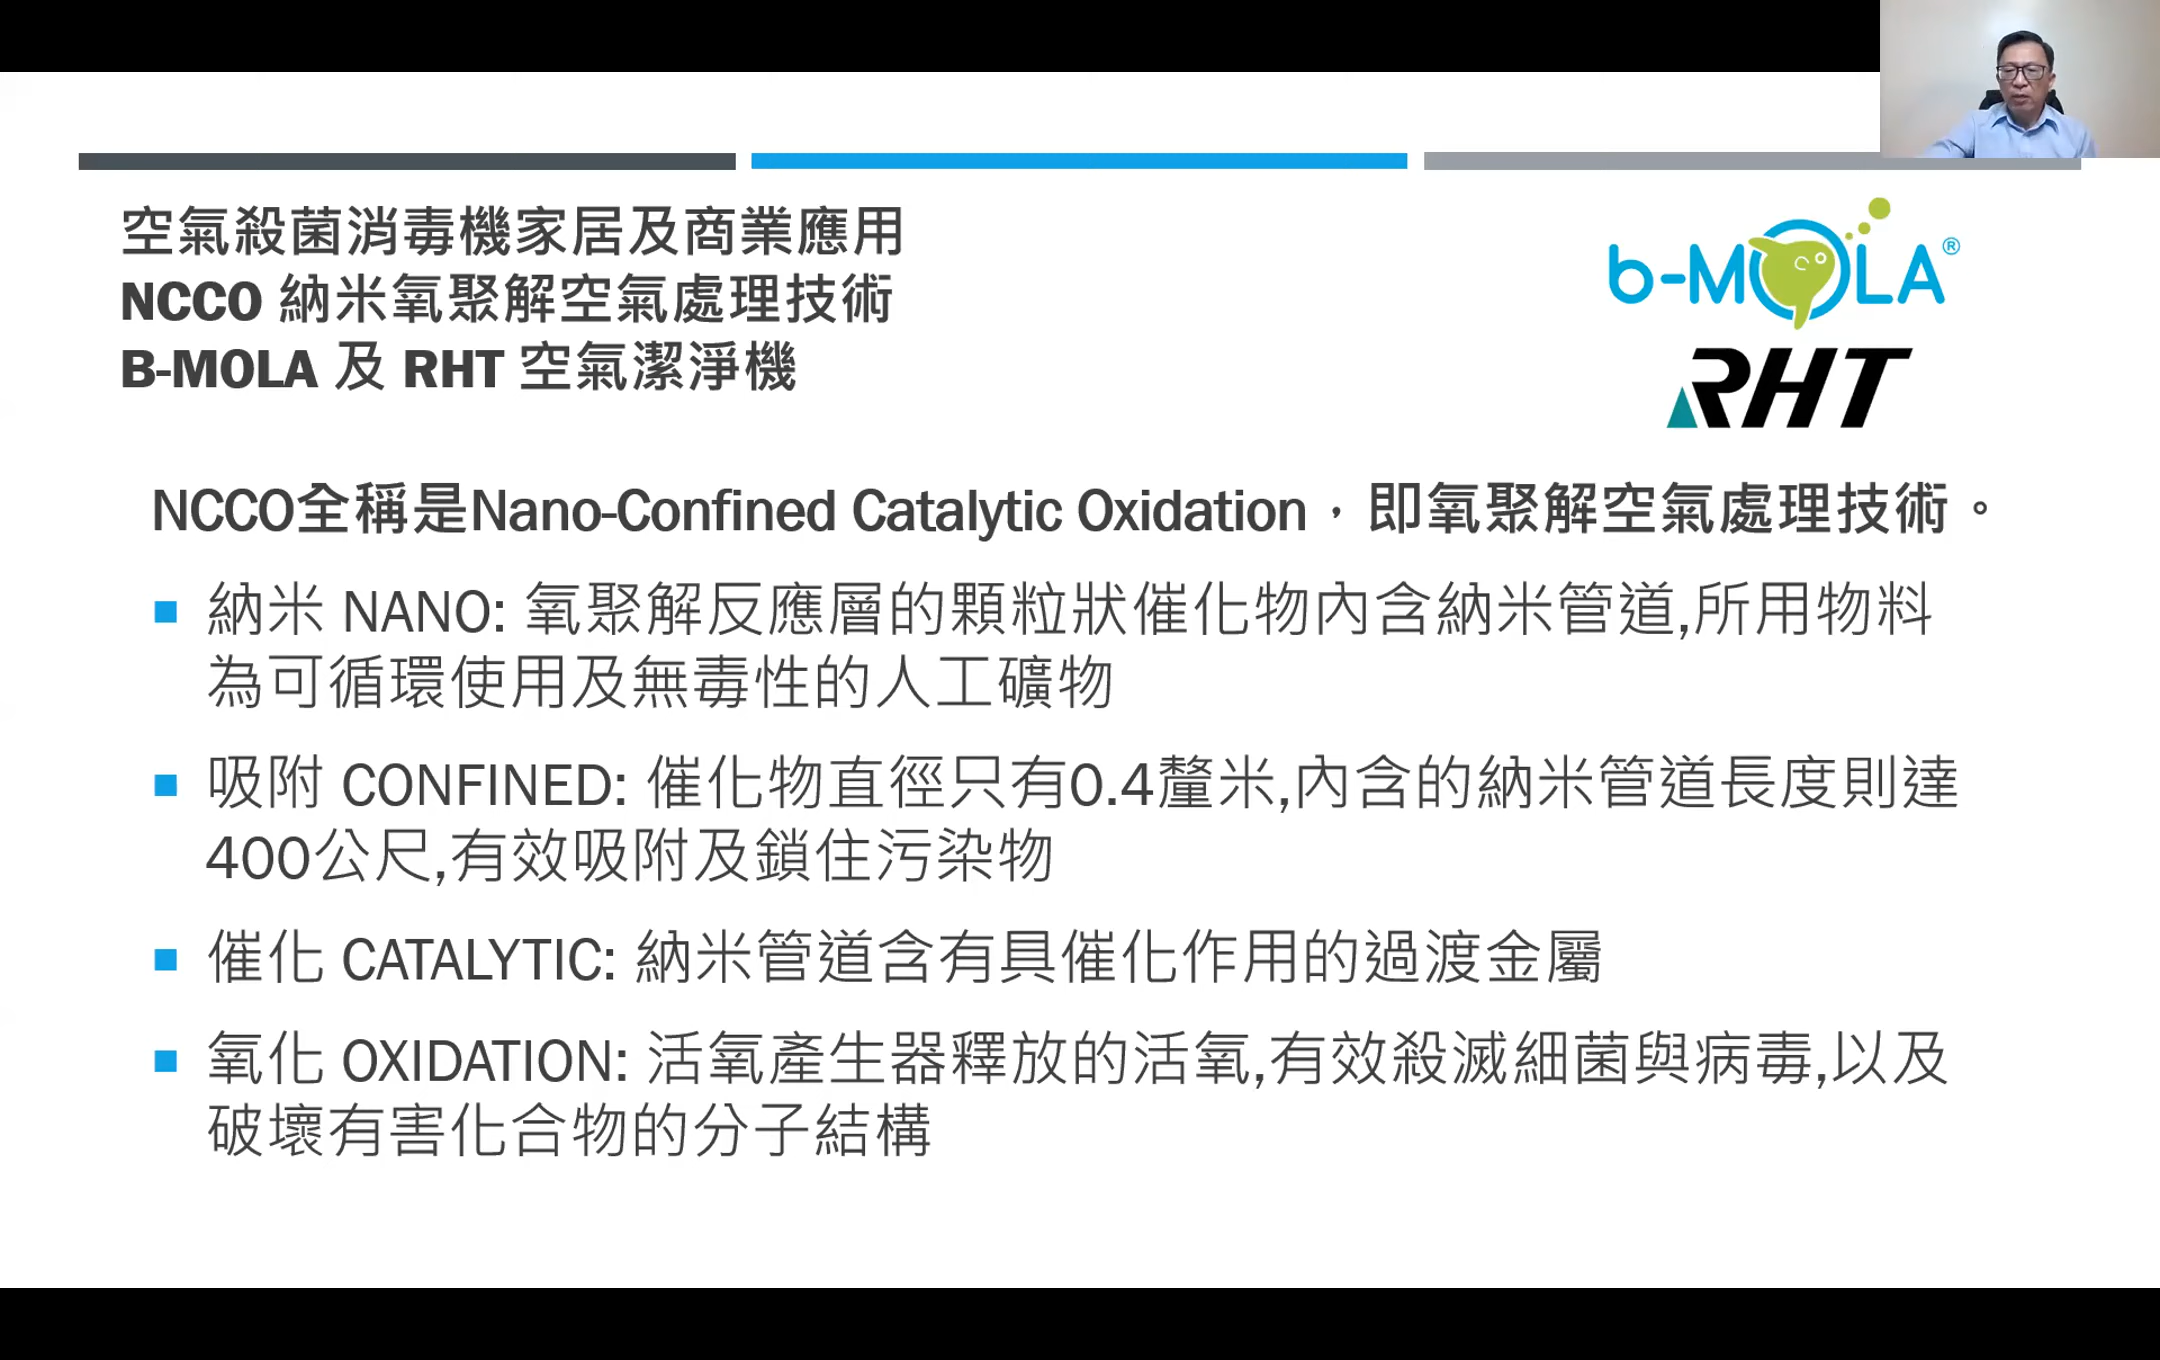 空氣殺菌消毒機家居及商業應用
NCCO 納米氧聚解空氣處理技術
B-MOLA 及 RHT 空氣潔淨機
b-MOLA®
RHT
NCCO全稱是Nano-Confined Catalytic Oxidation，即氧聚解空氣處理技術。
納米 NANO: 氧聚解反應層的顆粒狀催化物內含納米管道,所用物料
為可循環使用及無毒性的人工礦物
吸附 CONFINED: 催化物直徑只有0.4釐米,內含的納米管道長度則達
400公尺,有效吸附及鎖住污染物
催化 CATALYTIC: 納米管道含有具催化作用的過渡金屬
氧化 OXIDATION: 活氧產生器釋放的活氧,有效殺滅細菌與病毒,以及
破壞有害化合物的分子結構